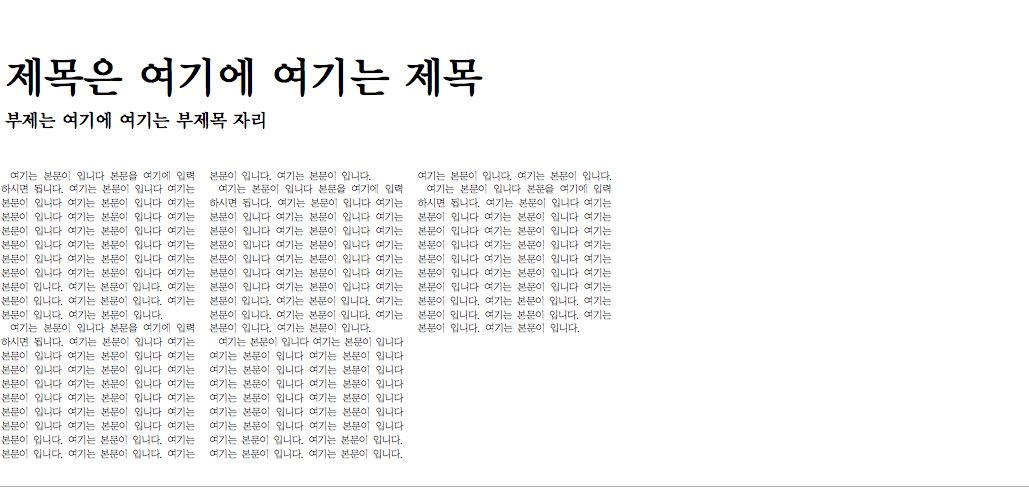 제목은 여기에 여기는 제목
부제는 여기에 여기는 부제목 자리
여기는 본문이 입니다 본문을 여기에 입력
하시면 됩니다. 여기는 본문이 입니다 여기는
본문이 입니다 여기는 본문이 입니다 여기는
본문이 입니다 여기는 본문이 입니다 여기는
본문이 입니다 여기는 본문이 입니다 여기는
본문이 입니다 여기는 본문이 입니다 여기는
본문이 입니다 여기는 본문이 입니다 여기는
본문이 입니다 여기는 본문이 입니다 여기는
본문이 입니다. 여기는 본문이 입니다. 여기는
본문이 입니다. 여기는 본문이 입니다. 여기는
본문이 입니다. 여기는 본문이 입니다.
여기는 본문이 입니다 본문을 여기에 입력
하시면 됩니다. 여기는 본문이 입니다 여기는
본문이 입니다 여기는 본문이 입니다 여기는
본문이 입니다 여기는 본문이 입니다 여기는
본문이 입니다 여기는 본문이 입니다 여기는
본문이 입니다 여기는 본문이 입니다 여기는
본문이 입니다 여기는 본문이 입니다 여기는
본문이 입니다 여기는 본문이 입니다 여기는
본문이 입니다. 여기는 본문이 입니다. 여기는
본문이 입니다. 여기는 본문이 입니다. 여기는
본문이 입니다. 여기는 본문이 입니다.
여기는 본문이 입니다 본문을 여기에 입력
하시면 됩니다. 여기는 본문이 입니다 여기는
본문이 입니다 여기는 본문이 입니다 여기는
본문이 입니다 여기는 본문이 입니다 여기는
본문이 입니다 여기는 본문이 입니다 여기는
본문이 입니다 여기는 본문이 입니다 여기는
본문이 입니다 여기는 본문이 입니다 여기는
본문이 입니다 여기는 본문이 입니다 여기는
본문이 입니다. 여기는 본문이 입니다. 여기는
본문이 입니다. 여기는 본문이 입니다. 여기는
본문이 입니다. 여기는 본문이 입니다.
여기는 본문이 입니다 여기는 본문이 입니다
여기는 본문이 입니다 여기는 본문이 입니다
여기는 본문이 입니다 여기는 본문이 입니다
여기는 본문이 입니다 여기는 본문이 입니다
여기는 본문이 입니다 여기는 본문이 입니다
여기는 본문이 입니다 여기는 본문이 입니다
여기는 본문이 입니다 여기는 본문이 입니다.
여기는 본문이 입니다. 여기는 본문이 입니다.
여기는 본문이 입니다. 여기는 본문이 입니다.
여기는 본문이 입니다. 여기는 본문이 입니다.
여기는 본문이 입니다 본문을 여기에 입력
하시면 됩니다. 여기는 본문이 입니다 여기는
본문이 입니다 여기는 본문이 입니다 여기는
본문이 입니다 여기는 본문이 입니다 여기는
본문이 입니다 여기는 본문이 입니다 여기는
본문이 입니다 여기는 본문이 입니다 여기는
본문이 입니다 여기는 본문이 입니다 여기는
본문이 입니다 여기는 본문이 입니다 여기는
본문이 입니다. 여기는 본문이 입니다. 여기는
본문이 입니다. 여기는 본문이 입니다. 여기는
본문이 입니다. 여기는 본문이 입니다.